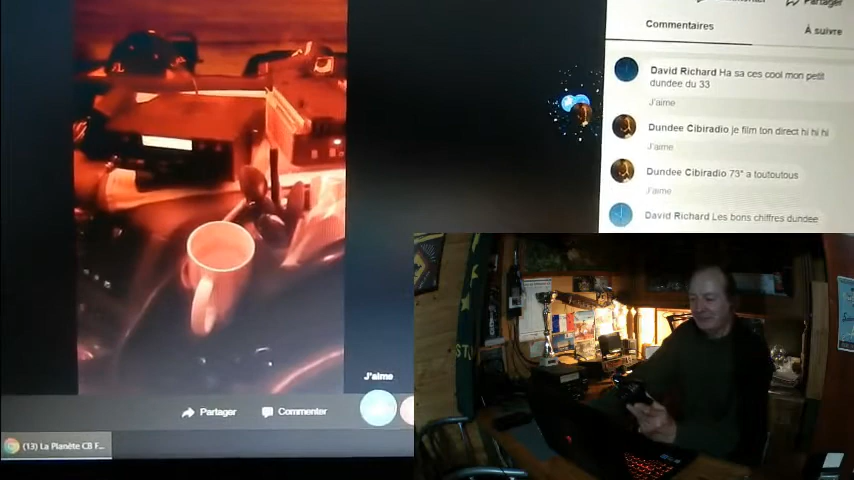 Partager
Commentaires
À suivre
David Richard Ha sa ces cool mon petit
dundee du 33
J'aime
Dundee Cibiradio je film ton direct hi hi hi
J'aime
Dundee Cibiradio 73" a toutoutous
J'aime
David Richard Les bons chiffres dundee
J'aime
Partager
Commenter
(13) La Planète CB F...